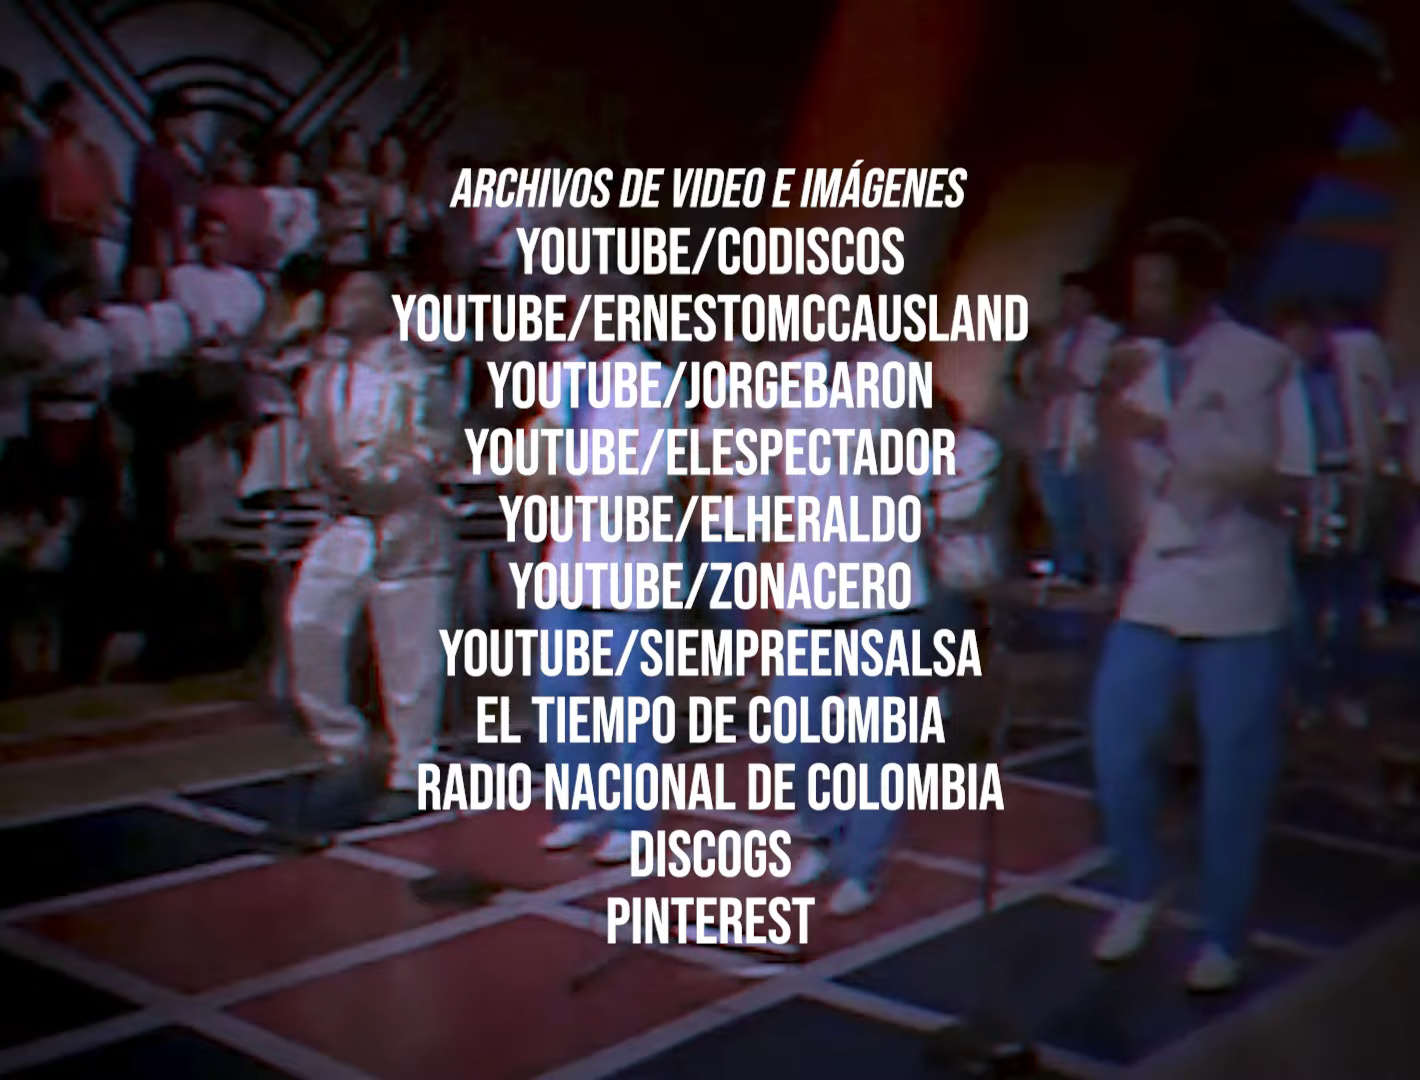 ARCHIVOS DE VIDEO E IMÁGENES
YOUTUBE/CODISCOS
YOUTUBE/ERNESTOMCCAUSLAND
YOUTUBE/JORGEBARON
YOUTUBE/ELESPECTADOR
YOUTUBE/ELHERALDO
YOUTUBE/ZONACERO
YOUTUBE/SIEMPREENSALSA
EL TIEMPO DE COLOMBIA
RADIO NACIONAL DE COLOMBIA
DISCOGS
PINTEREST